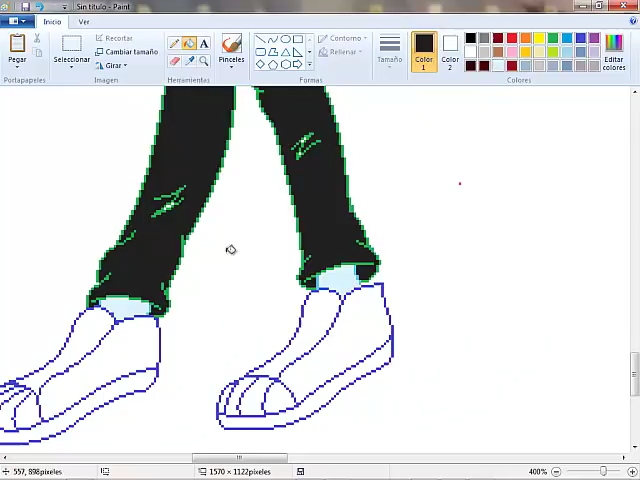 Sin título - Paint
Inicio Ver
Pegar
Portapapeles
Seleccionar
Recortar
Cambiar tamaño
Girar
Imagen
A
Herramientas
Pinceles
Contorno
Rellenar
Formas
Tamaño
Color 1
Color 2
Editar colores
Colores
557, 898píxeles
1570 × 1122píxeles
400%